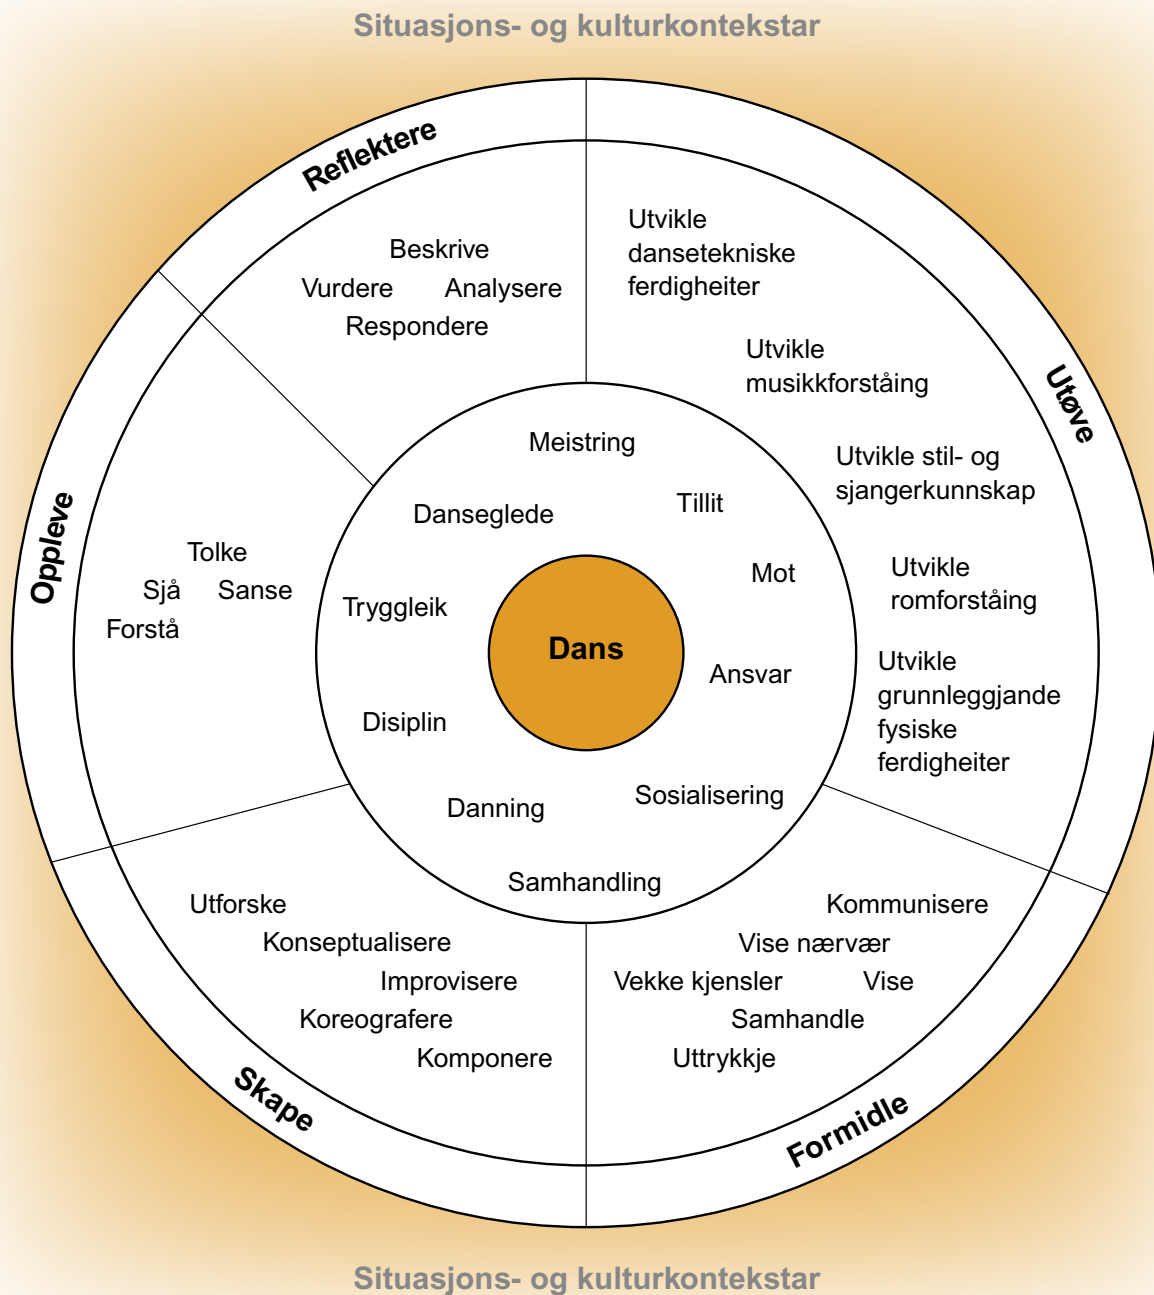 Situasjons- og kulturkontekstar
Reflektere
Beskrive
Vurdere Analysere
Respondere
Utøve
Utvikle
dansetekniske
ferdigheiter
Utvikle
musikkforståing
Utvikle stil- og
sjangerkunnskap
Utvikle
romforståing
Utvikle
grunnleggjande
fysiske
ferdigheiter
Oppleve
Tolke
Sjå Sanse
Forstå
Meistring
Danseglede
Tillit
Mot
Tryggleik
Dans
Ansvar
Disiplin
Sosialisering
Danning
Samhandling
Skape
Utforske
Konseptualisere
Improvisere
Koreografere
Komponere
Formidle
Kommunisere
Vise nærvær
Vekke kjensler Vise
Samhandle
Uttrykkje
Situasjons- og kulturkontekstar